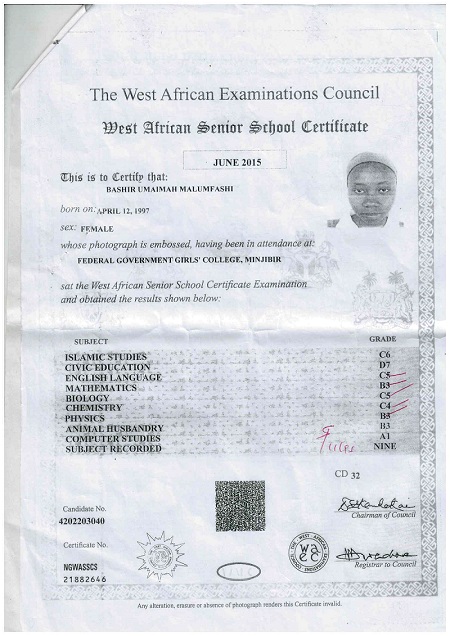 The West African Examinations Council
West African Senior School Certificate
JUNE 2015
This is to Certify that:
BASHIR UMAIMAH MALUMFASHI
born on: APRIL 12, 1997
sex: FEMALE
whose photograph is embossed, having been in attendance at:
FEDERAL GOVERNMENT GIRLS' COLLEGE, MINJIBIR
sat the West African Senior School Certificate Examination
and obtained the results shown below:
SUBJECT GRADE
ISLAMIC STUDIES C6
CIVIC EDUCATION D7
ENGLISH LANGUAGE C5
MATHEMATICS B3
BIOLOGY C5
CHEMISTRY C4
PHYSICS B3
ANIMAL HUSBANDRY B3
COMPUTER STUDIES A1
SUBJECT RECORDED NINE
CD 32
Candidate No.
4202203040
Chairman of Council
Certificate No.
NGWASSCS
21882646
waec
Registrar to Council
Any alteration, erasure or absence of photograph renders this Certificate invalid.